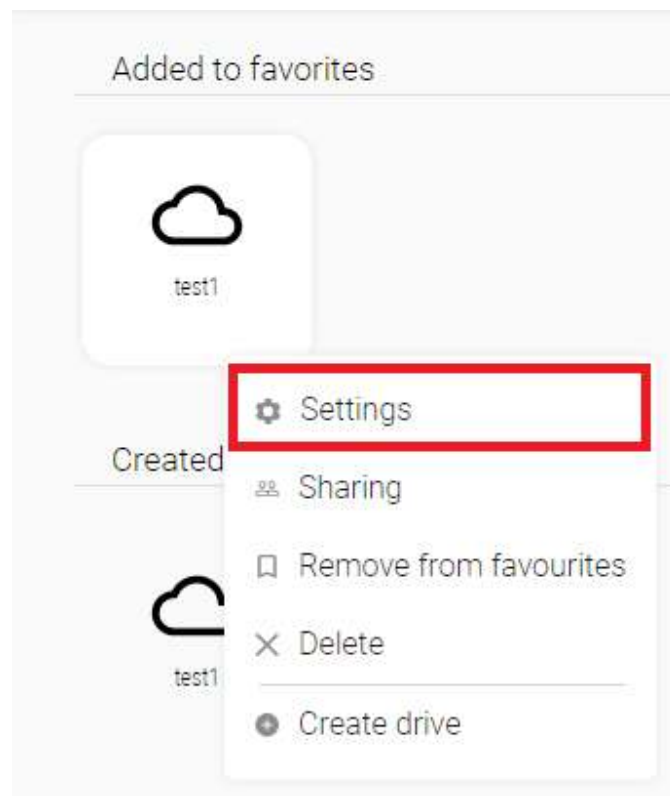 Added to favorites
test1
Settings
Created
Sharing
Remove from favourites
test1
Delete
Create drive